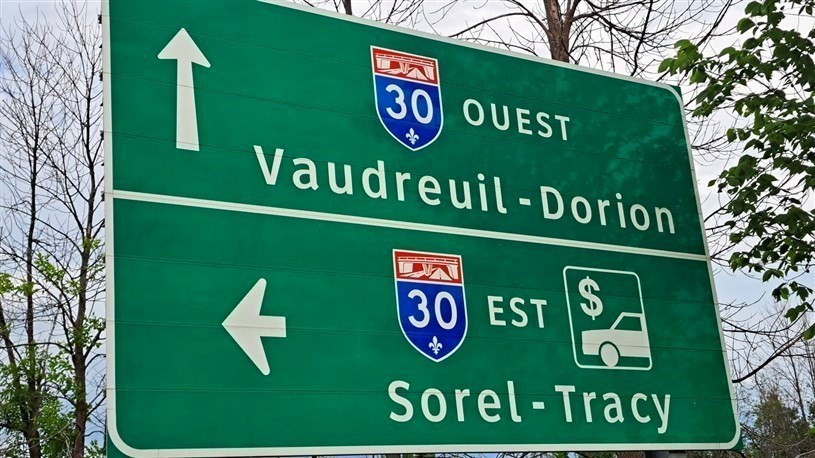 30 OUEST
Vaudreuil-Dorion
30 EST $
Sorel-Tracy